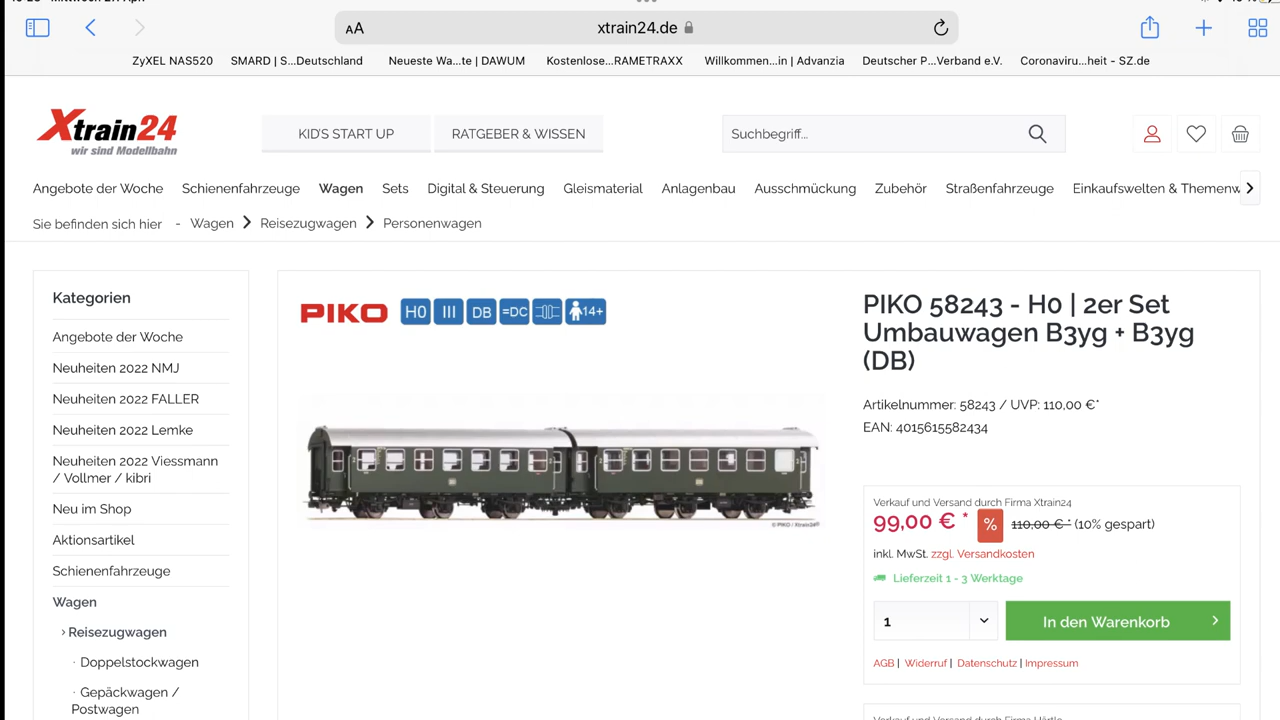 xtrain24.de
AA
ZyXEL NAS520
SMARD | S...Deutschland
Neueste Wa...te | DAWUM
Kostenlose...RAMETRAXX
Willkommen...in | Advanzia
Deutscher P...Verband e.V.
Coronaviru...heit - SZ.de
Xtrain24
wir sind Modellbahn
KID'S START UP
RATGEBER & WISSEN
Suchbegriff...
Angebote der Woche
Schienenfahrzeuge
Wagen
Sets
Digital & Steuerung
Gleismaterial
Anlagenbau
Ausschmückung
Zubehör
Straßenfahrzeuge
Einkaufswelten & Themenw
Sie befinden sich hier - Wagen > Reisezugwagen > Personenwagen
Kategorien
Angebote der Woche
Neuheiten 2022 NMJ
Neuheiten 2022 FALLER
Neuheiten 2022 Lemke
Neuheiten 2022 Viessmann
/ Vollmer / kibri
Neu im Shop
Aktionsartikel
Schienenfahrzeuge
Wagen
› Reisezugwagen
· Doppelstockwagen
· Gepäckwagen /
Postwagen
PIKO
H0
III
DB
=DC
14+
© PIKO / Xtrain24®
PIKO 58243 - H0 | 2er Set
Umbauwagen B3yg + B3yg
(DB)
Artikelnummer: 58243 / UVP: 110,00 €*
EAN: 4015615582434
Verkauf und Versand durch Firma Xtrain24
99,00 € * % 110,00 € * (10% gespart)
inkl. MwSt. zzgl. Versandkosten
Lieferzeit 1 - 3 Werktage
1
In den Warenkorb
AGB | Widerruf | Datenschutz | Impressum